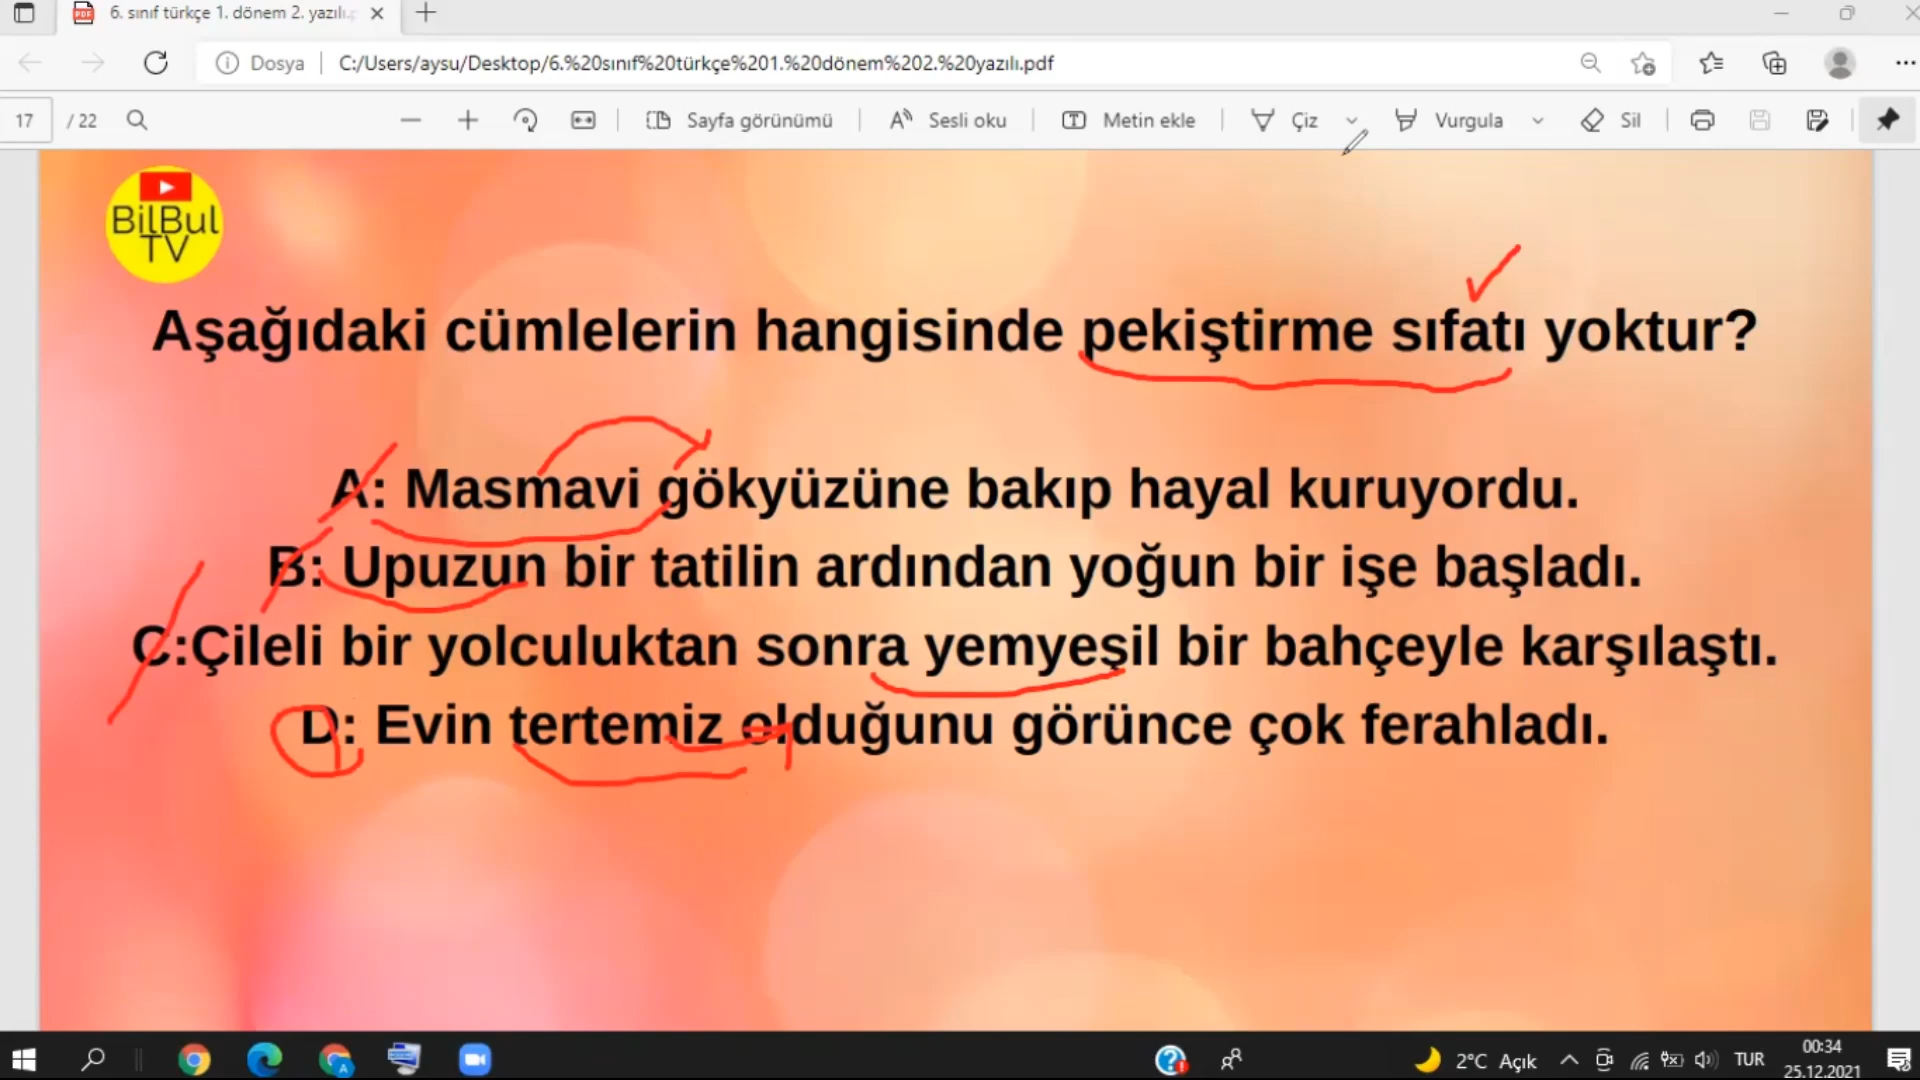 6. sınıf türkçe 1. dönem 2. yazılı.p
Dosya C:/Users/aysu/Desktop/6.%20sınıf%20türkçe%201.%20dönem%202.%20yazılı.pdf
17 / 22 Sayfa görünümü Sesli oku Metin ekle Çiz Vurgula Sil
BilBul
TV
Aşağıdaki cümlelerin hangisinde pekiştirme sıfatı yoktur?
A: Masmavi gökyüzüne bakıp hayal kuruyordu.
B: Upuzun bir tatilin ardından yoğun bir işe başladı.
C:Çileli bir yolculuktan sonra yemyeşil bir bahçeyle karşılaştı.
D: Evin tertemiz olduğunu görünce çok ferahladı.
2°C Açık TUR 00:34
25.12.2021